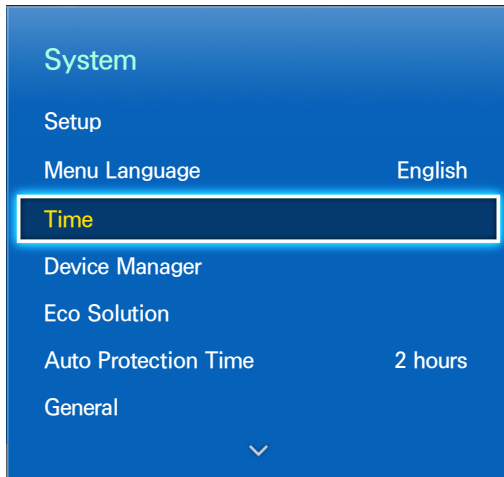 System
Setup
Menu Language English
Time
Device Manager
Eco Solution
Auto Protection Time 2 hours
General